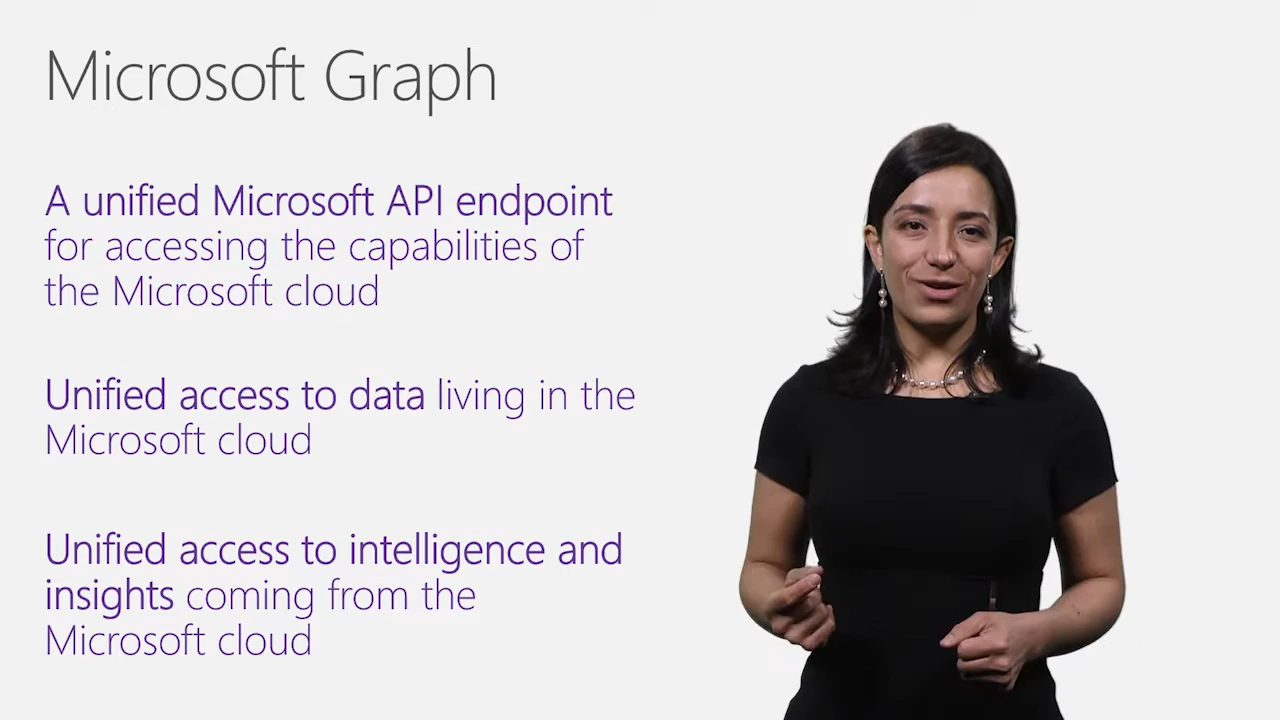 Microsoft Graph
A unified Microsoft API endpoint
for accessing the capabilities of
the Microsoft cloud
Unified access to data living in the
Microsoft cloud
Unified access to intelligence and
insights coming from the
Microsoft cloud